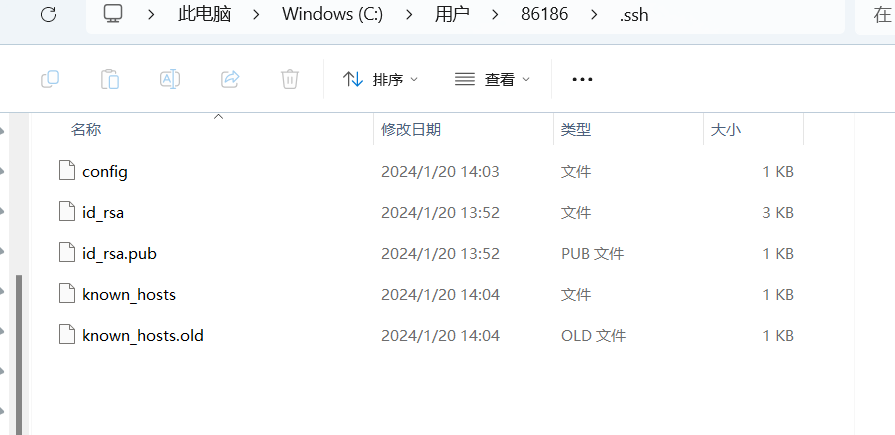 此电脑 Windows (C:) 用户 86186 .ssh 在
排序 查看
名称 修改日期 类型 大小
config 2024/1/20 14:03 文件 1 KB
id_rsa 2024/1/20 13:52 文件 3 KB
id_rsa.pub 2024/1/20 13:52 PUB 文件 1 KB
known_hosts 2024/1/20 14:04 文件 1 KB
known_hosts.old 2024/1/20 14:04 OLD 文件 1 KB